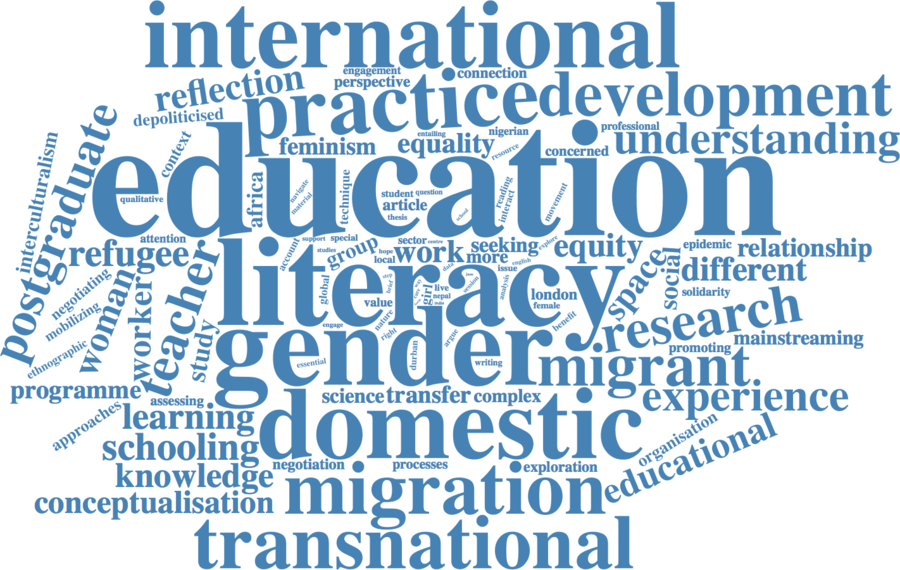 international
engagement
connection
reflection
perspective
depoliticised
practice
development
postgraduate
context
feminism
entailing
equality
nigerian
professional
resource
concerned
understanding
interculturalism
education
qualitative
africa
navigate
material
technique
student
question
article
thesis
school
reading
interact
movement
attention
refugee
account
support
special
studies
group
hope
local
sector
centre
work
seeking
more
english
explore
equity
epidemic
relationship
negotiating
mobilizing
woman
worker
teacher
literacy
global
value
step
brief
girl
live
nepal
data
issue
analysis
london
female
space
social
different
solidarity
ethnographic
study
engage
nature
right
argue
benefit
research
mainstreaming
promoting
gender
essential
durban
writing
migrant
programme
assessing
science
transfer
complex
experience
approaches
learning
domestic
organisation
schooling
negotiation
processes
exploration
educational
knowledge
migration
conceptualisation
transnational